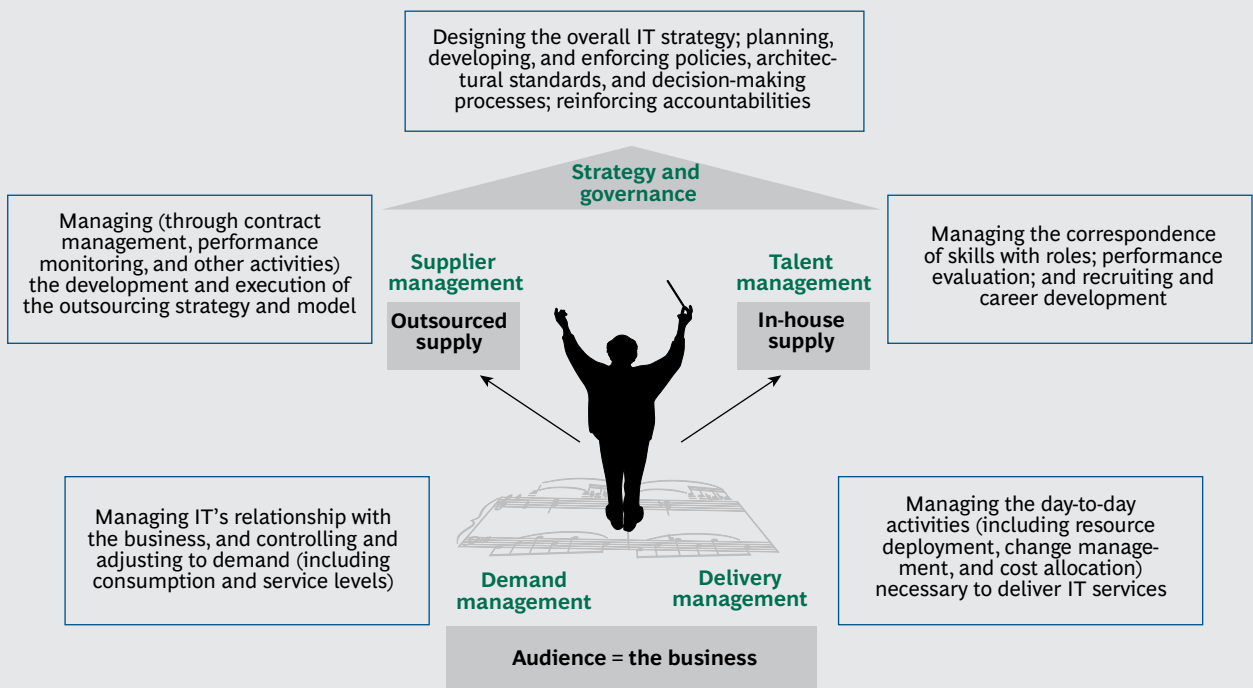 Designing the overall IT strategy; planning,
developing, and enforcing policies, architec-
tural standards, and decision-making
processes; reinforcing accountabilities
Strategy and
governance
Managing (through contract
management, performance
monitoring, and other activities)
the development and execution of
the outsourcing strategy and model
Supplier
management
Outsourced
supply
Talent
management
In-house
supply
Managing the correspondence
of skills with roles; performance
evaluation; and recruiting and
career development
Managing IT’s relationship with
the business, and controlling and
adjusting to demand (including
consumption and service levels)
Demand
management
Delivery
management
Managing the day-to-day
activities (including resource
deployment, change manage-
ment, and cost allocation)
necessary to deliver IT services
Audience = the business